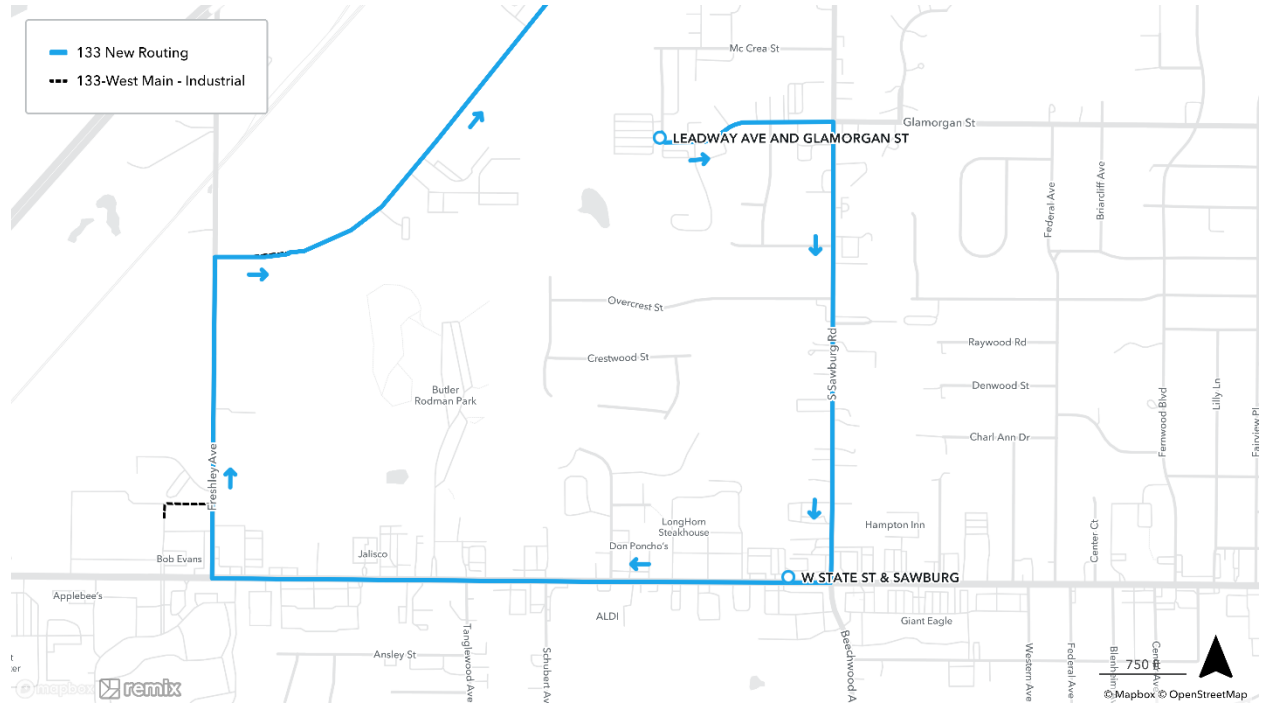 133 New Routing
133-West Main - Industrial
Mc Crea St
Glamorgan St
LEADWAY AVE AND GLAMORGAN ST
Federal Ave
Briarcliff Ave
Overcrest St
S Sawburg Rd
Raywood Rd
Crestwood St
Denwood St
Lilly Ln
Butler
Rodman Park
Fernwood Blvd
Fairview Pl
Charl Ann Dr
Freshley Ave
LongHorn
Steakhouse
Hampton Inn
Center Ct
Don Poncho's
Jalisco
Bob Evans
W STATE ST & SAWBURG
Applebee's
ALDI
Giant Eagle
Tanglewood Ave
Schubert Av
Beechwood A
Ansley St
Western Ave
Federal Ave
Blenheim
750 ft
mapbox
remix
© Mapbox © OpenStreetMap